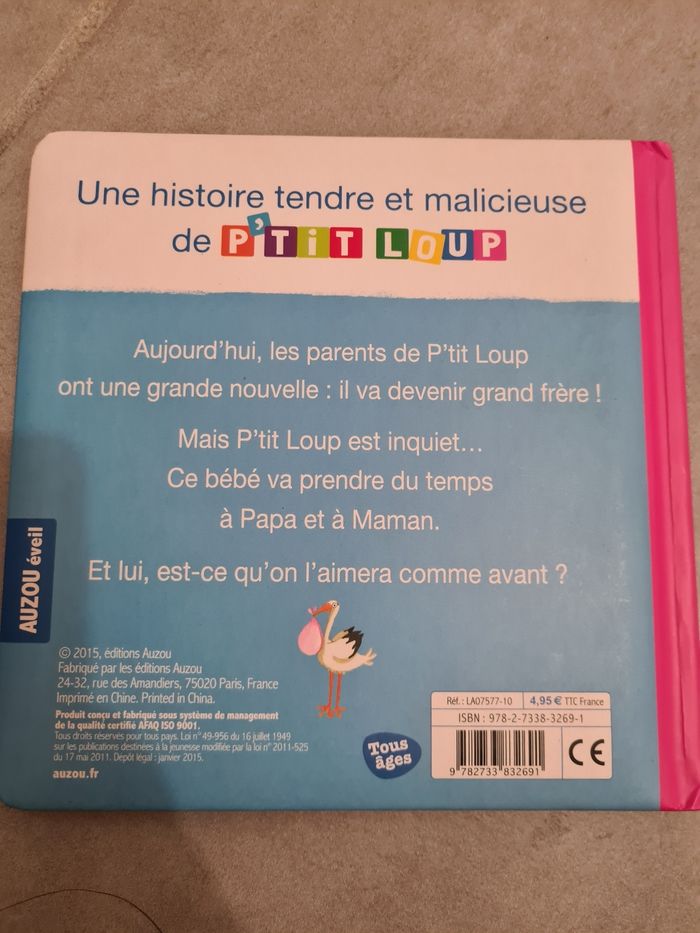 Une histoire tendre et malicieuse
de P'TiT LOUP
Aujourd'hui, les parents de P'tit Loup
ont une grande nouvelle : il va devenir grand frère !
Mais P'tit Loup est inquiet...
Ce bébé va prendre du temps
à Papa et à Maman.
Et lui, est-ce qu'on l'aimera comme avant ?
AUZOU éveil
© 2015, éditions Auzou
Fabriqué par les éditions Auzou
24-32, rue des Amandiers, 75020 Paris, France
Imprimé en Chine. Printed in China.
Produit conçu et fabriqué sous système de management
de la qualité certifié AFAQ ISO 9001.
Tous droits réservés pour tous pays. Loi n° 49-956 du 16 juillet 1949
sur les publications destinées à la jeunesse modifiée par la loi n° 2011-525
du 17 mai 2011. Dépôt légal : janvier 2015.
auzou.fr
Tous
âges
Réf. : LA07577-10 4,95 € TTC France
ISBN : 978-2-7338-3269-1
9 782733 832691
CE